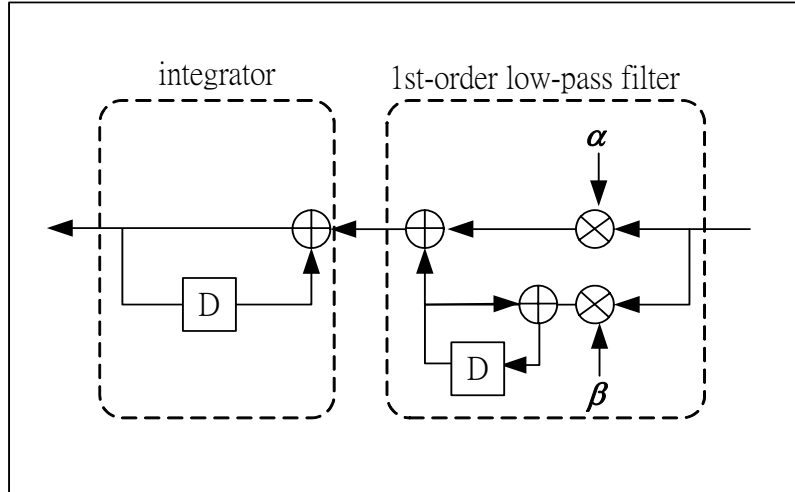 integrator
1st-order low-pass filter
α
D
D
β